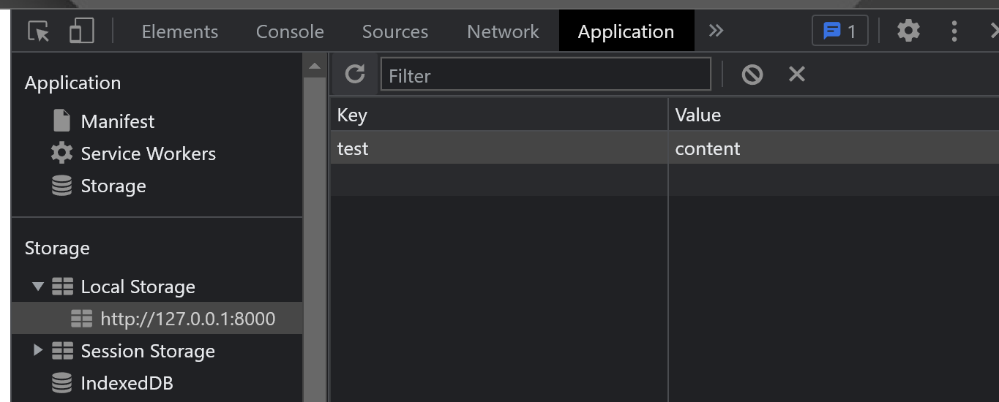 Elements Console Sources Network Application 1
Application
Manifest
Service Workers
Storage
Storage
Local Storage
http://127.0.0.1:8000
Session Storage
IndexedDB
Filter
Key Value
test content